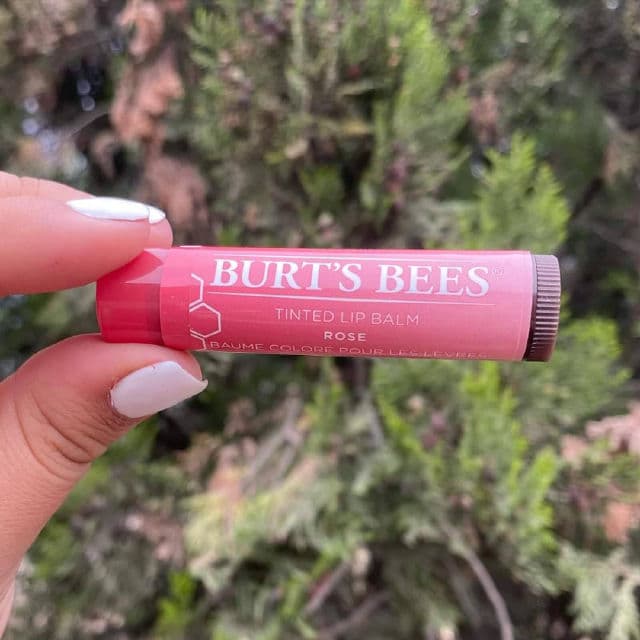 BURT'S BEES®
TINTED LIP BALM
ROSE
BAUME COLORÉ POUR LES LÈVRES